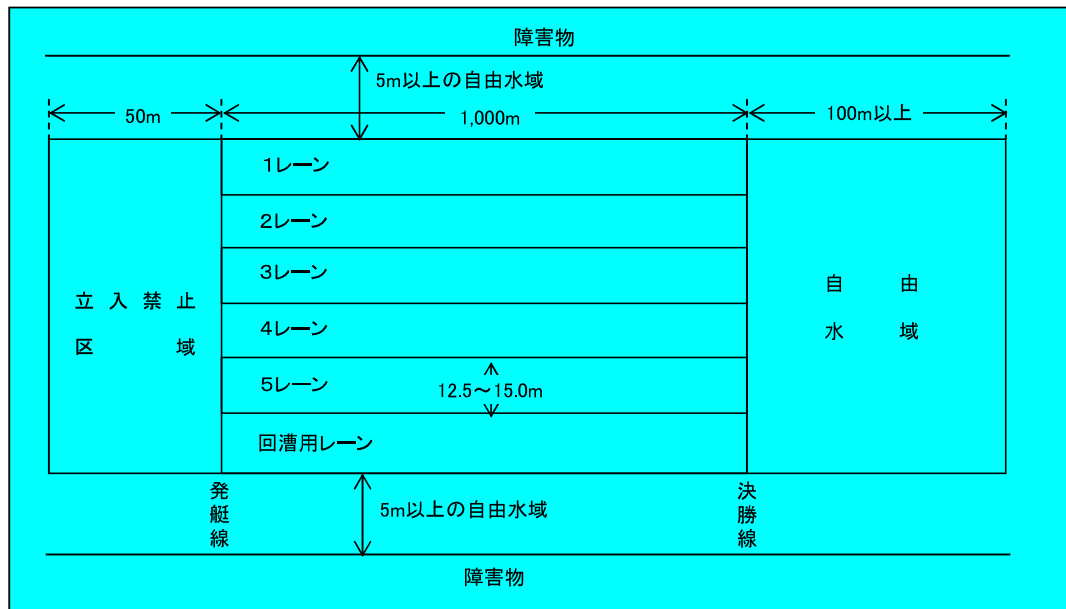 障害物
5m以上の自由水域
50m
1,000m
100m以上
1レーン
2レーン
3レーン
4レーン
5レーン
12.5～15.0m
回漕用レーン
立入禁止
区域
自由
水域
発艇線
決勝線
5m以上の自由水域
障害物